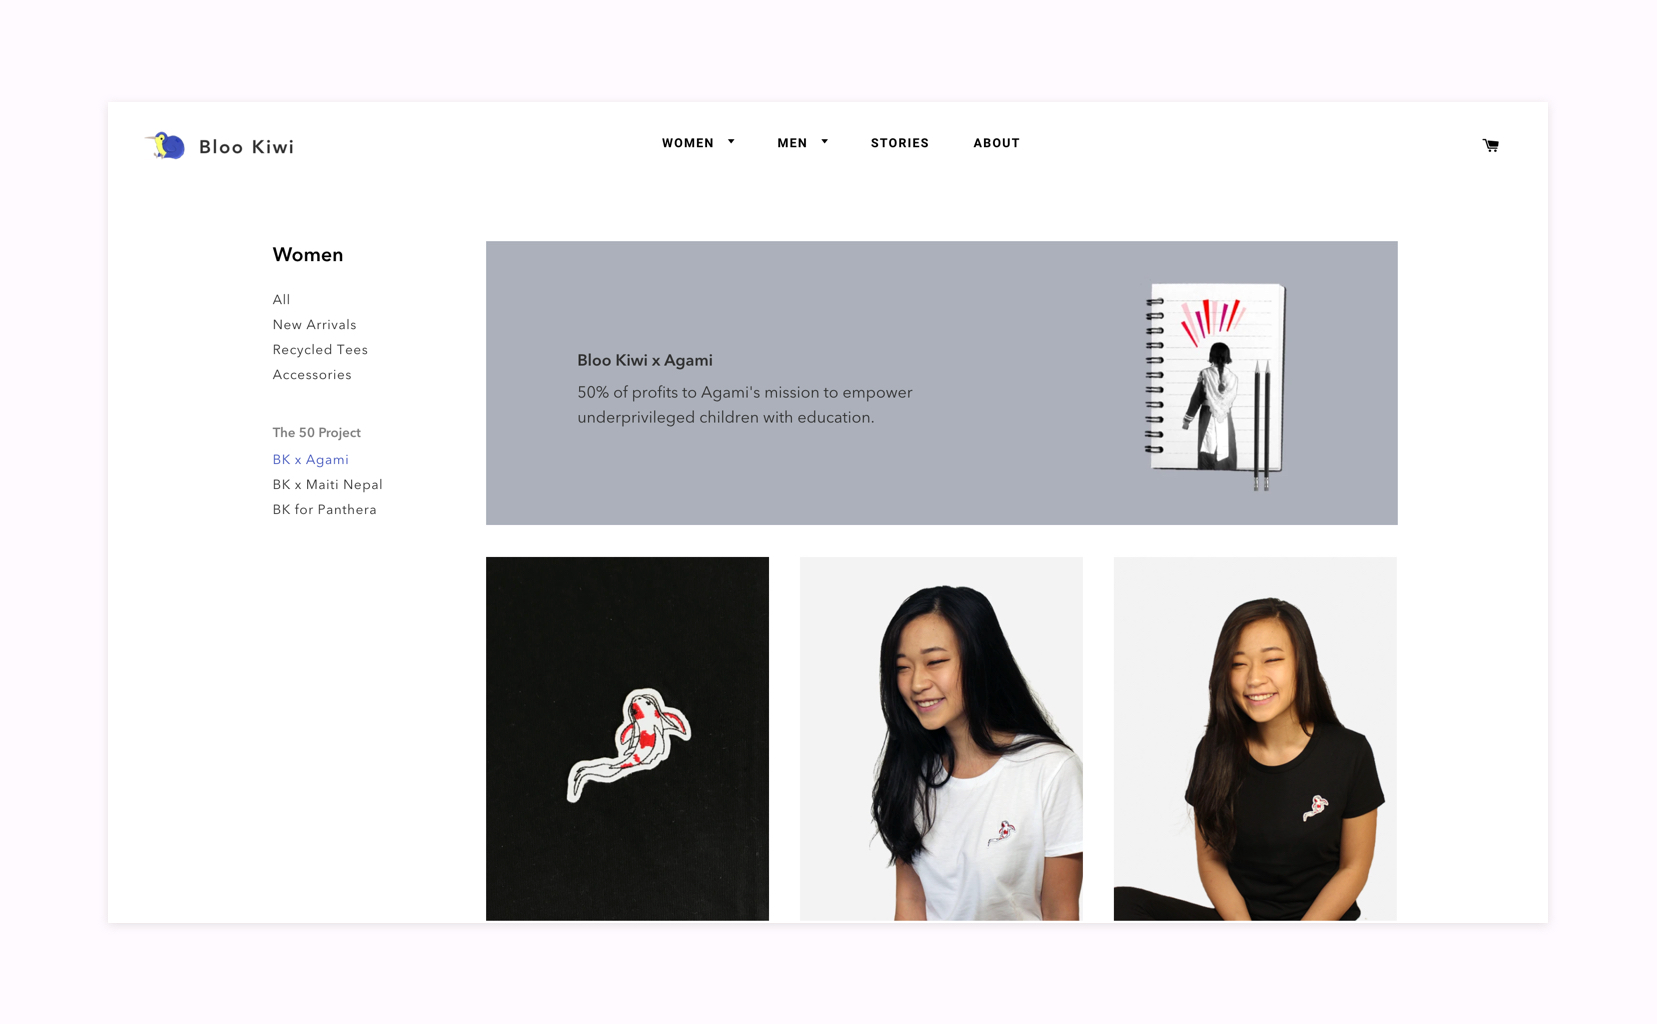 Bloo Kiwi
WOMEN
MEN
STORIES
ABOUT
Women
All
New Arrivals
Recycled Tees
Accessories
The 50 Project
BK x Agami
BK x Maiti Nepal
BK for Panthera
Bloo Kiwi x Agami
50% of profits to Agami's mission to empower
underprivileged children with education.